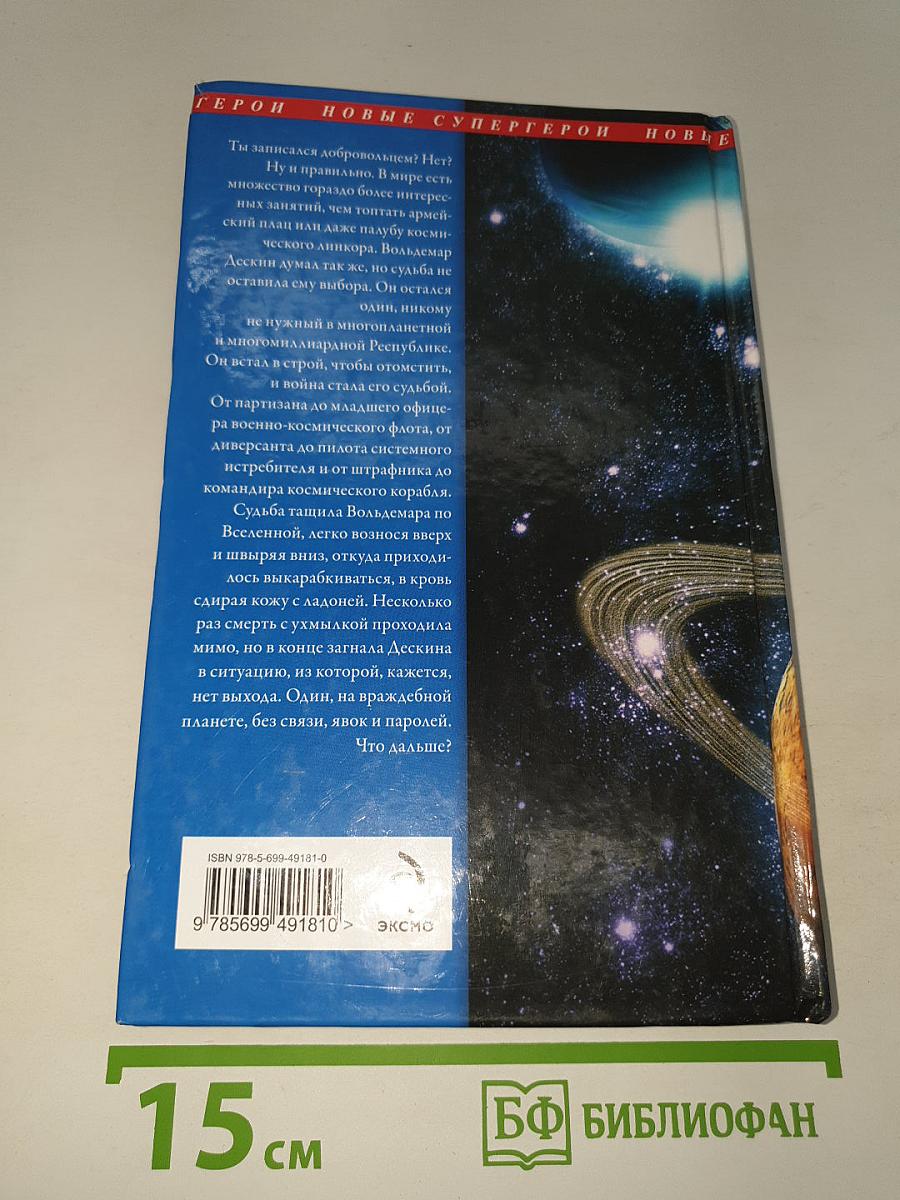 ГЕРОИ НОВЫЕ СУПЕРГЕРОИ НОВЫЕ
Ты записался добровольцем? Нет?
Ну и правильно. В мире есть
множество гораздо более интерес-
ных занятий, чем топтать армей-
ский плац или даже палубу косми-
ческого линкора. Вольдемар
Дескин думал так же, но судьба не
оставила ему выбора. Он остался
один, никому
не нужный в многопланетной
и многомиллиардной Республике.
Он встал в строй, чтобы отомстить,
и война стала его судьбой.
От партизана до младшего офице-
ра военно-космического флота, от
диверсанта до пилота системного
истребителя и от штрафника до
командира космического корабля.
Судьба тащила Вольдемара по
Вселенной, легко вознося вверх
и швыряя вниз, откуда приходи-
лось выкарабкиваться, в кровь
сдирая кожу с ладоней. Несколько
раз смерть с ухмылкой проходила
мимо, но в конце загнала Дескина
в ситуацию, из которой, кажется,
нет выхода. Один, на враждебной
планете, без связи, явок и паролей.
Что дальше?
ISBN 978-5-699-49181-0
9 785699 491810 >
ЭКСМО
15 см
БФ БИБЛИОФАН